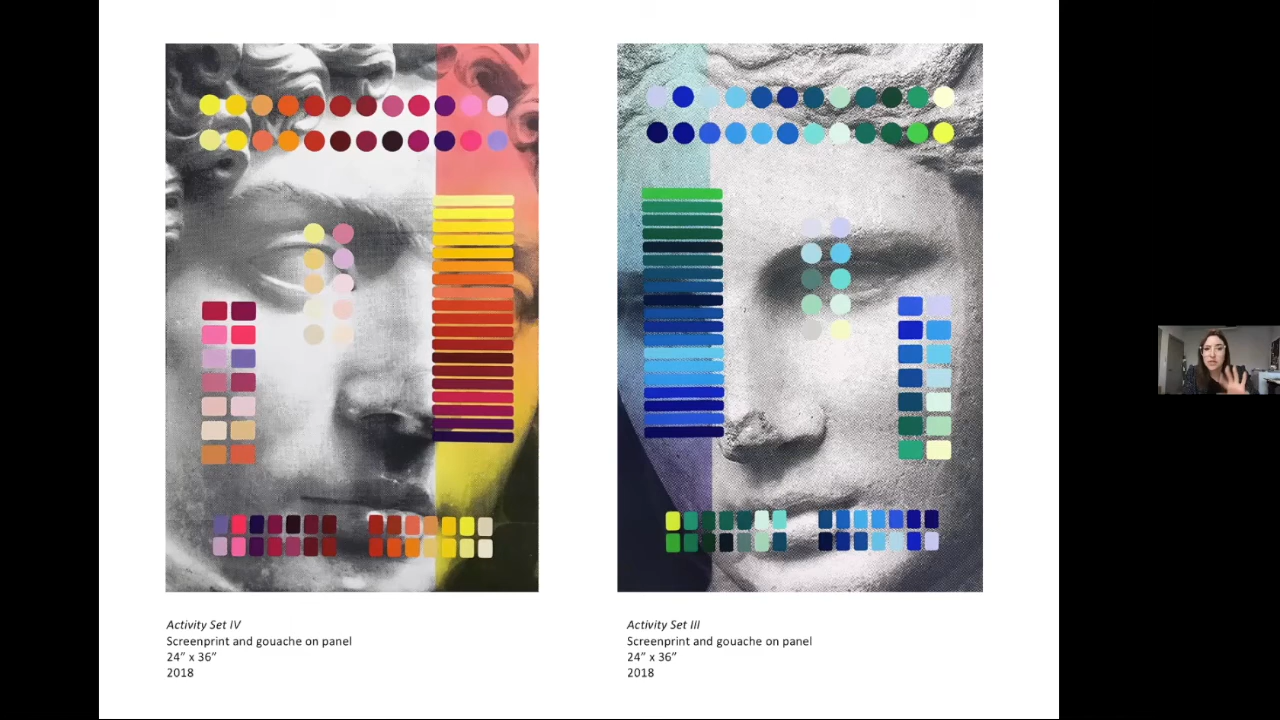 Activity Set IV
Screenprint and gouache on panel
24” x 36”
2018
Activity Set III
Screenprint and gouache on panel
24” x 36”
2018